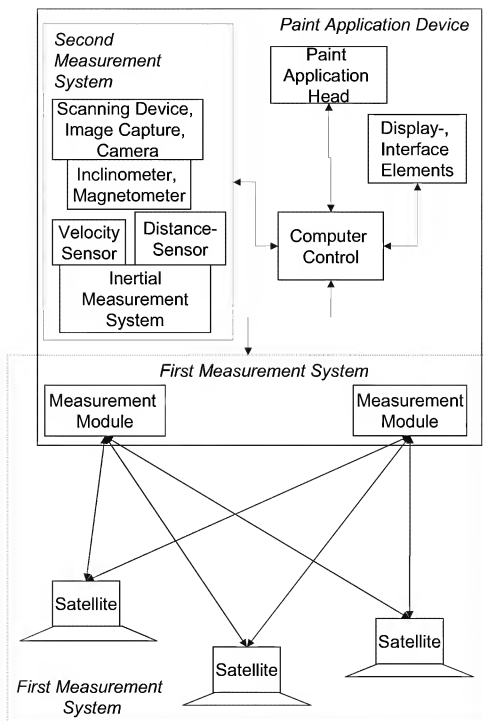 Paint Application Device
Second
Measurement
System
Paint
Application
Head
Scanning Device,
Image Capture,
Camera
Display-,
Interface
Elements
Inclinometer,
Magnetometer
Velocity
Sensor
Distance-
Sensor
Computer
Control
Inertial
Measurement
System
First Measurement System
Measurement
Module
Measurement
Module
Satellite
Satellite
Satellite
First Measurement
System